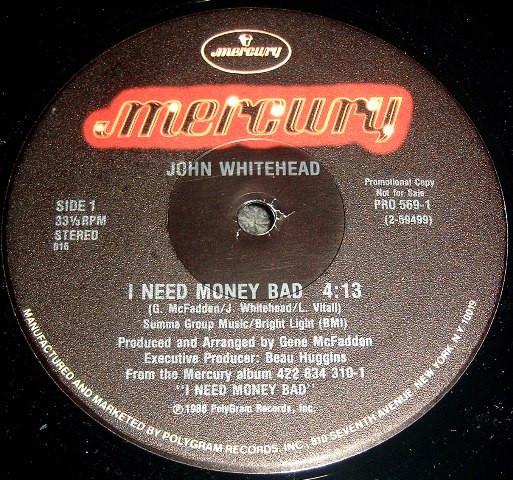 mercury
mercury
JOHN WHITEHEAD
SIDE 1
33⅓ RPM
STEREO
016
Promotional Copy
Not for Sale
PRO 569-1
(2-59499)
I NEED MONEY BAD 4:13
(G. McFadden/J. Whitehead/L. Vitali)
Summa Group Music/Bright Light (BMI)
Produced and Arranged by Gene McFadden
Executive Producer: Beau Huggins
From the Mercury album 422 834 310-1
"I NEED MONEY BAD"
℗ 1988 PolyGram Records, Inc.
MANUFACTURED AND MARKETED BY POLYGRAM RECORDS, INC. 810 SEVENTH AVENUE, NEW YORK, N.Y. 10019